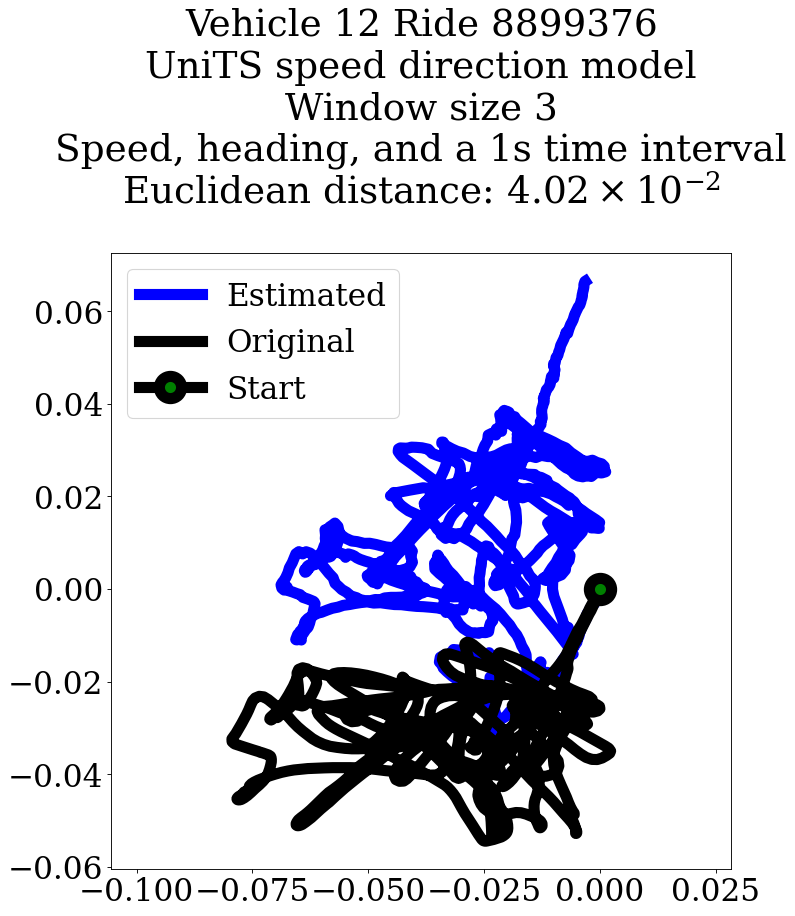 Vehicle 12 Ride 8899376
UniTS speed direction model
Window size 3
Speed, heading, and a 1s time interval
Euclidean distance: 4.02 × 10⁻²
Estimated
Original
Start
0.06
0.04
0.02
0.00
−0.02
−0.04
−0.06
−0.100 −0.075 −0.050 −0.025 0.000 0.025